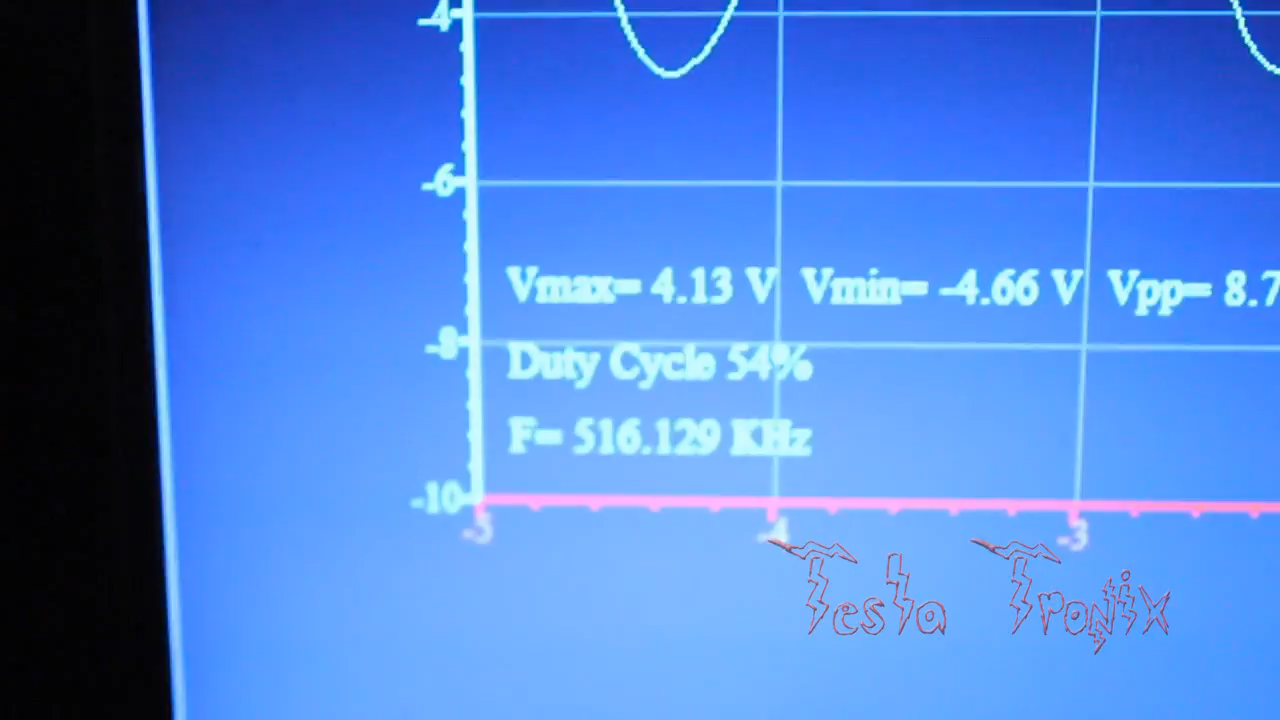 -4
-6
Vmax= 4.13 V Vmin= -4.66 V Vpp= 8.7
-8
Duty Cycle 54%
F= 516.129 KHz
-10
-5 -4 -3
Tesla Tronix